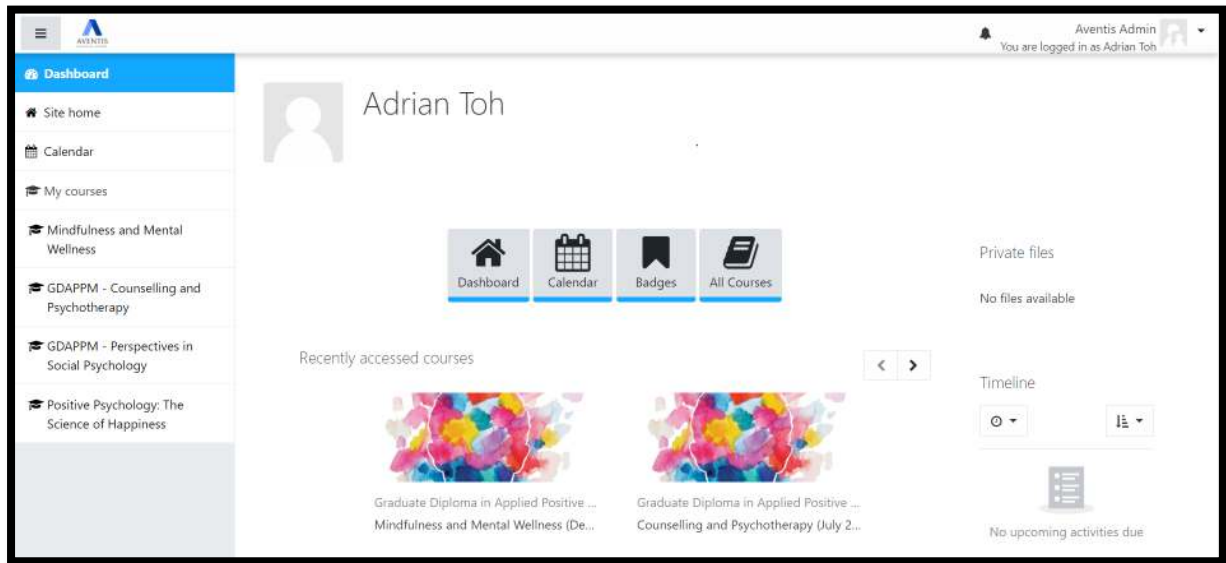 AVENTIS
Aventis Admin
You are logged in as Adrian Toh
Dashboard
Site home
Calendar
My courses
Mindfulness and Mental
Wellness
GDAPPM - Counselling and
Psychotherapy
GDAPPM - Perspectives in
Social Psychology
Positive Psychology: The
Science of Happiness
Adrian Toh
Dashboard
Calendar
Badges
All Courses
Recently accessed courses
Graduate Diploma in Applied Positive ...
Mindfulness and Mental Wellness (De...
Graduate Diploma in Applied Positive ...
Counselling and Psychotherapy (July 2...
Private files
No files available
Timeline
No upcoming activities due